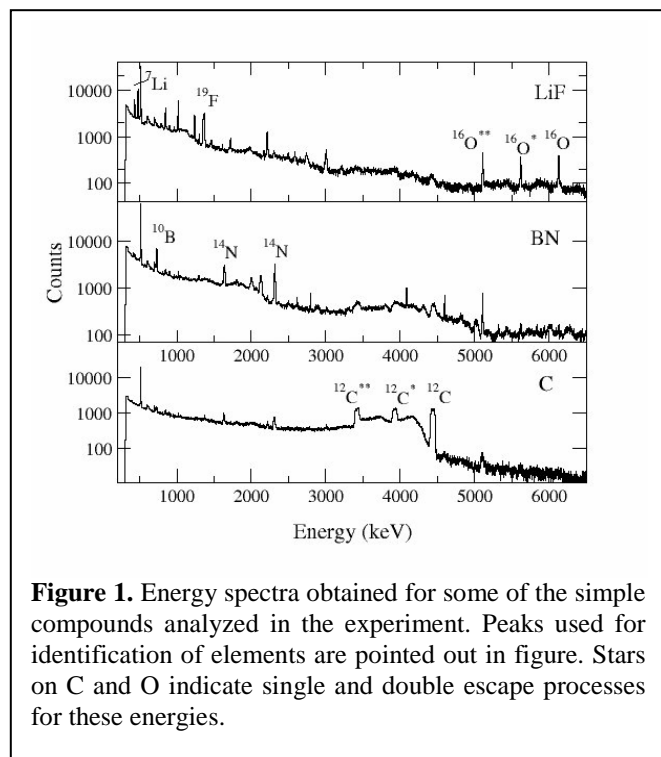 10000
1000
100
⁷Li
¹⁹F
LiF
¹⁶O** ¹⁶O* ¹⁶O
Counts
10000
1000
100
¹⁰B
¹⁴N
¹⁴N
BN
10000
1000
100
C
¹²C** ¹²C* ¹²C
1000 2000 3000 4000 5000 6000
Energy (keV)
Figure 1. Energy spectra obtained for some of the simple
compounds analyzed in the experiment. Peaks used for
identification of elements are pointed out in figure. Stars
on C and O indicate single and double escape processes
for these energies.